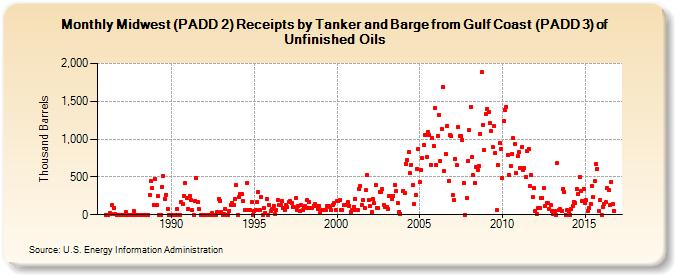 Monthly Midwest (PADD 2) Receipts by Tanker and Barge from Gulf Coast (PADD 3) of
Unfinished Oils
Thousand Barrels
2,000
1,500
1,000
500
0
1990 1995 2000 2005 2010 2015
Source: U.S. Energy Information Administration